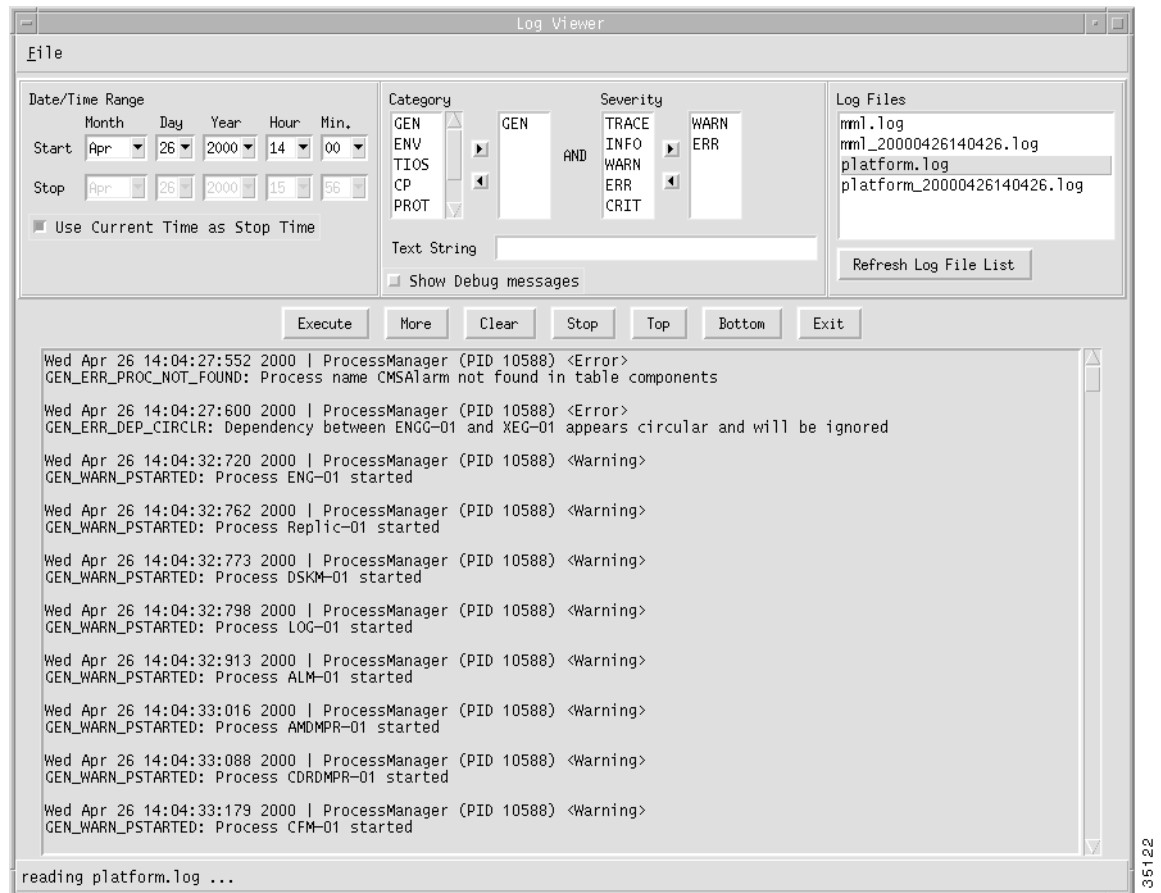 Log Viewer
File
Date/Time Range
Month Day Year Hour Min.
Start Apr 26 2000 14 00
Stop Apr 26 2000 15 56
Use Current Time as Stop Time
Category
GEN
ENV
TIOS
CP
PROT
GEN
AND
Severity
TRACE
INFO
WARN
ERR
CRIT
WARN
ERR
Text String
Show Debug messages
Log Files
mml.log
mml_20000426140426.log
platform.log
platform_20000426140426.log
Refresh Log File List
Execute More Clear Stop Top Bottom Exit
Wed Apr 26 14:04:27:552 2000 | ProcessManager (PID 10588) <Error>
GEN_ERR_PROC_NOT_FOUND: Process name CMSAlarm not found in table components
Wed Apr 26 14:04:27:600 2000 | ProcessManager (PID 10588) <Error>
GEN_ERR_DEP_CIRCLR: Dependency between ENGG-01 and XEG-01 appears circular and will be ignored
Wed Apr 26 14:04:32:720 2000 | ProcessManager (PID 10588) <Warning>
GEN_WARN_PSTARTED: Process ENG-01 started
Wed Apr 26 14:04:32:762 2000 | ProcessManager (PID 10588) <Warning>
GEN_WARN_PSTARTED: Process Replic-01 started
Wed Apr 26 14:04:32:773 2000 | ProcessManager (PID 10588) <Warning>
GEN_WARN_PSTARTED: Process DSKM-01 started
Wed Apr 26 14:04:32:798 2000 | ProcessManager (PID 10588) <Warning>
GEN_WARN_PSTARTED: Process LOG-01 started
Wed Apr 26 14:04:32:913 2000 | ProcessManager (PID 10588) <Warning>
GEN_WARN_PSTARTED: Process ALM-01 started
Wed Apr 26 14:04:33:016 2000 | ProcessManager (PID 10588) <Warning>
GEN_WARN_PSTARTED: Process AMDMPR-01 started
Wed Apr 26 14:04:33:088 2000 | ProcessManager (PID 10588) <Warning>
GEN_WARN_PSTARTED: Process CDRDMPR-01 started
Wed Apr 26 14:04:33:179 2000 | ProcessManager (PID 10588) <Warning>
GEN_WARN_PSTARTED: Process CFM-01 started
reading platform.log ...
35122